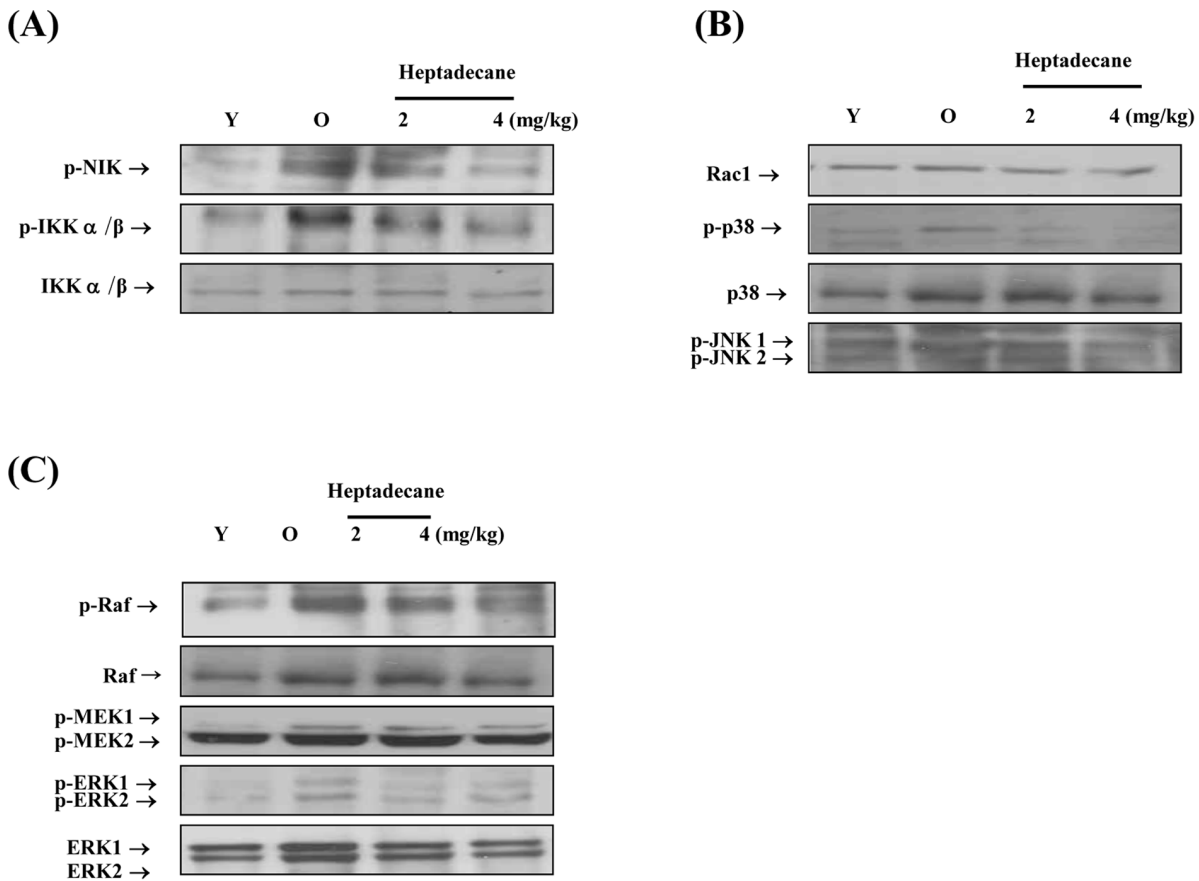 (A)
Heptadecane
Y O 2 4 (mg/kg)
p-NIK →
p-IKK α /β →
IKK α /β →
(B)
Heptadecane
Y O 2 4 (mg/kg)
Rac1 →
p-p38 →
p38 →
p-JNK 1 →
p-JNK 2 →
(C)
Heptadecane
Y O 2 4 (mg/kg)
p-Raf →
Raf →
p-MEK1 →
p-MEK2 →
p-ERK1 →
p-ERK2 →
ERK1 →
ERK2 →